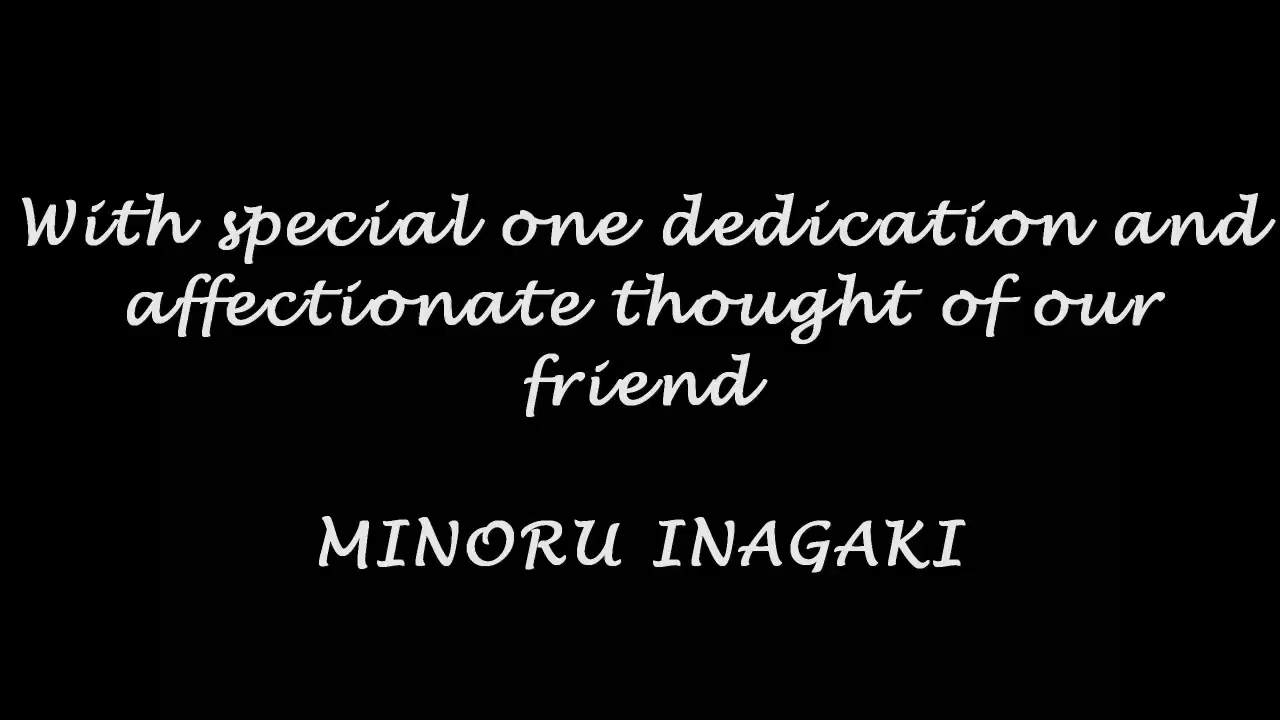 With special one dedication and
affectionate thought of our
friend
MINORU INAGAKI